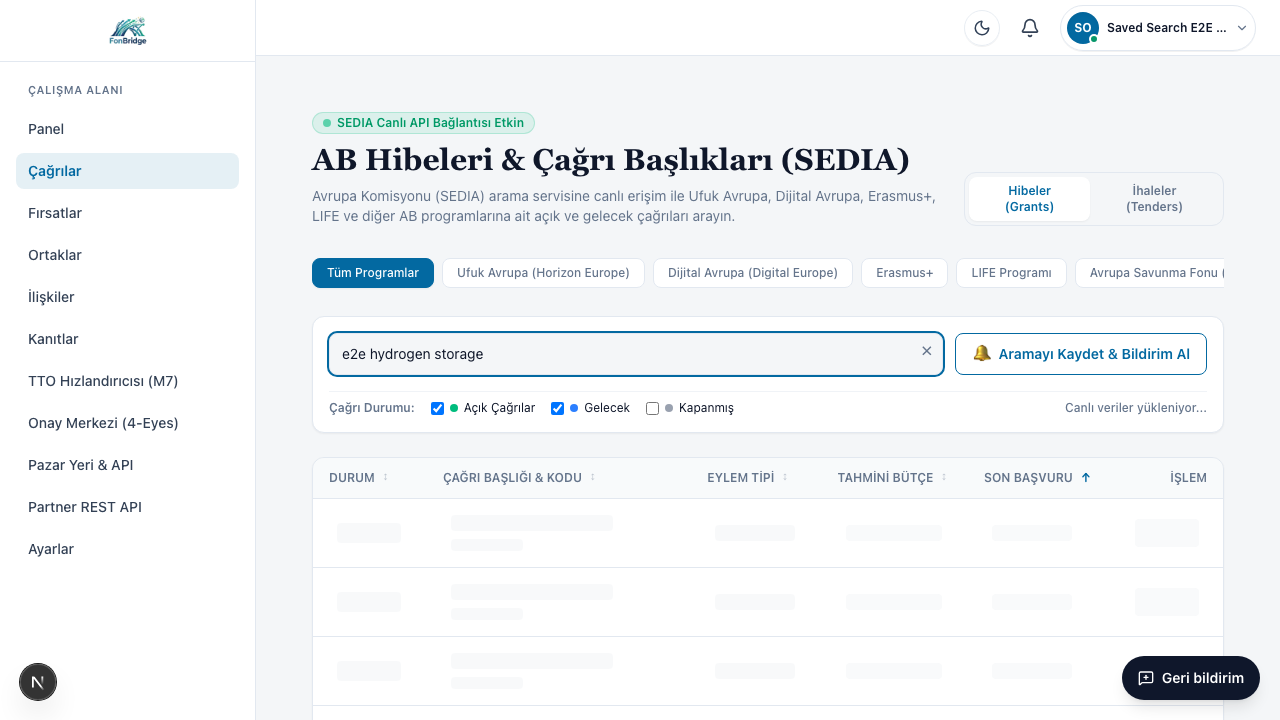 FonBridge
SO
Saved Search E2E ...
ÇALIŞMA ALANI
Panel
Çağrılar
Fırsatlar
Ortaklar
İlişkiler
Kanıtlar
TTO Hızlandırıcısı (M7)
Onay Merkezi (4-Eyes)
Pazar Yeri & API
Partner REST API
Ayarlar
N
SEDIA Canlı API Bağlantısı Etkin
AB Hibeleri & Çağrı Başlıkları (SEDIA)
Avrupa Komisyonu (SEDIA) arama servisine canlı erişim ile Ufuk Avrupa, Dijital Avrupa, Erasmus+,
LIFE ve diğer AB programlarına ait açık ve gelecek çağrıları arayın.
Hibeler
(Grants)
İhaleler
(Tenders)
Tüm Programlar
Ufuk Avrupa (Horizon Europe)
Dijital Avrupa (Digital Europe)
Erasmus+
LIFE Programı
Avrupa Savunma Fonu (
e2e hydrogen storage
Aramayı Kaydet & Bildirim Al
Çağrı Durumu:
Açık Çağrılar
Gelecek
Kapanmış
Canlı veriler yükleniyor...
DURUM
ÇAĞRI BAŞLIĞI & KODU
EYLEM TİPİ
TAHMİNİ BÜTÇE
SON BAŞVURU
İŞLEM
Geri bildirim